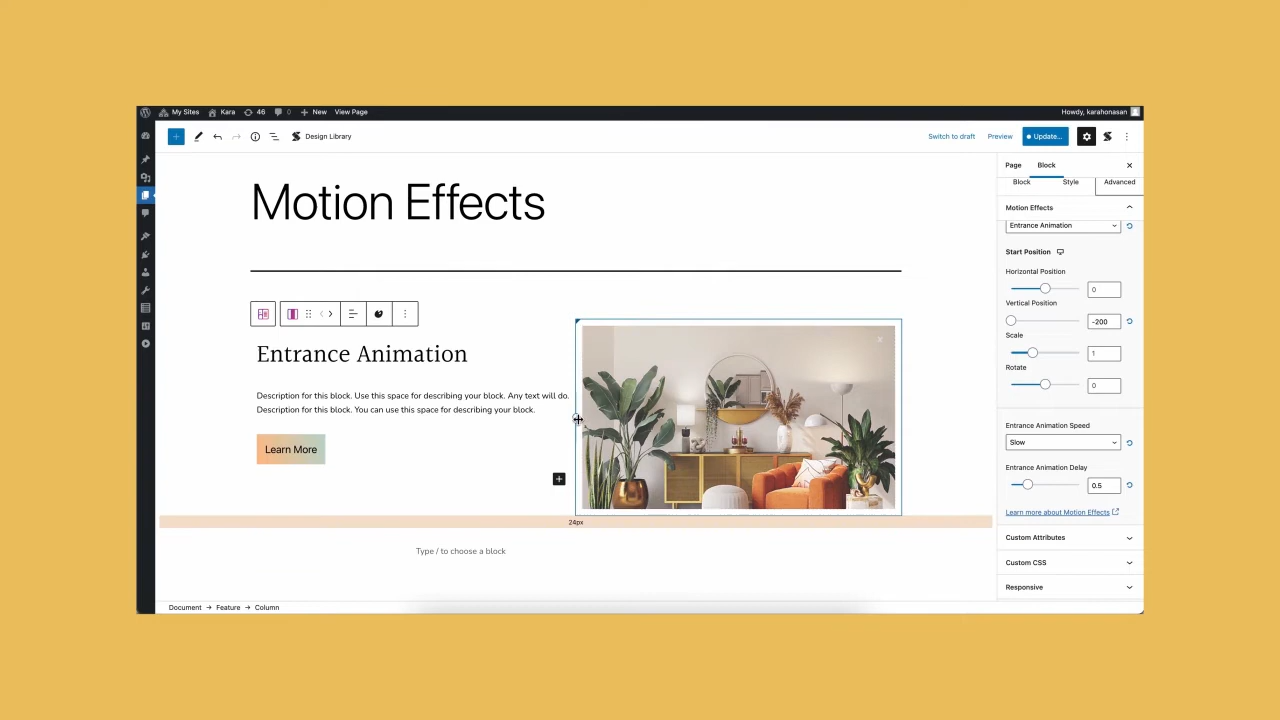 My Sites Kara 46 0 New View Page Howdy, karahonasan
Design Library Switch to draft Preview Update...
Page Block
Block Style Advanced
Motion Effects
Entrance Animation
Start Position
Horizontal Position
0
Vertical Position
-200
Scale
1
Rotate
0
Entrance Animation Speed
Slow
Entrance Animation Delay
0.5
Learn more about Motion Effects
Custom Attributes
Custom CSS
Responsive
Motion Effects
Entrance Animation
Description for this block. Use this space for describing your block. Any text will do.
Description for this block. You can use this space for describing your block.
Learn More
24px
Type / to choose a block
Document → Feature → Column